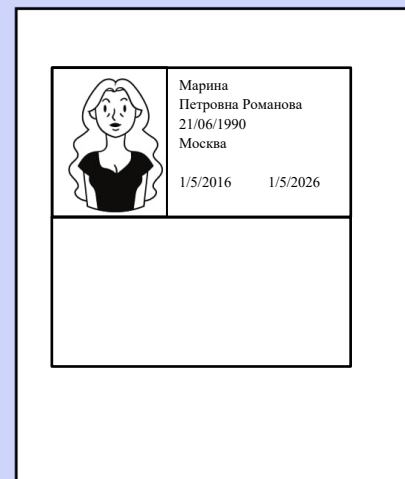 Марина
Петровна Романова
21/06/1990
Москва
1/5/2016 1/5/2026